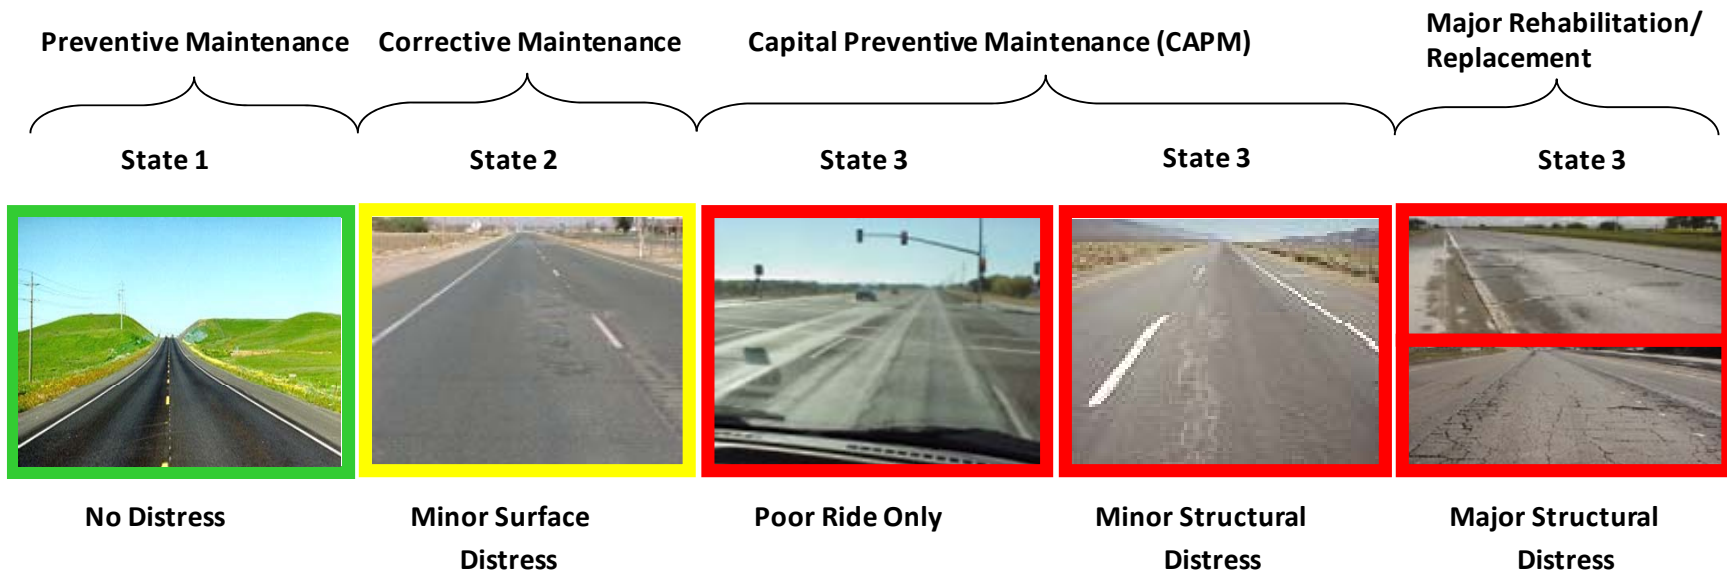 Preventive Maintenance
Corrective Maintenance
Capital Preventive Maintenance (CAPM)
Major Rehabilitation/
Replacement
State 1
State 2
State 3
State 3
State 3
No Distress
Minor Surface
Distress
Poor Ride Only
Minor Structural
Distress
Major Structural
Distress